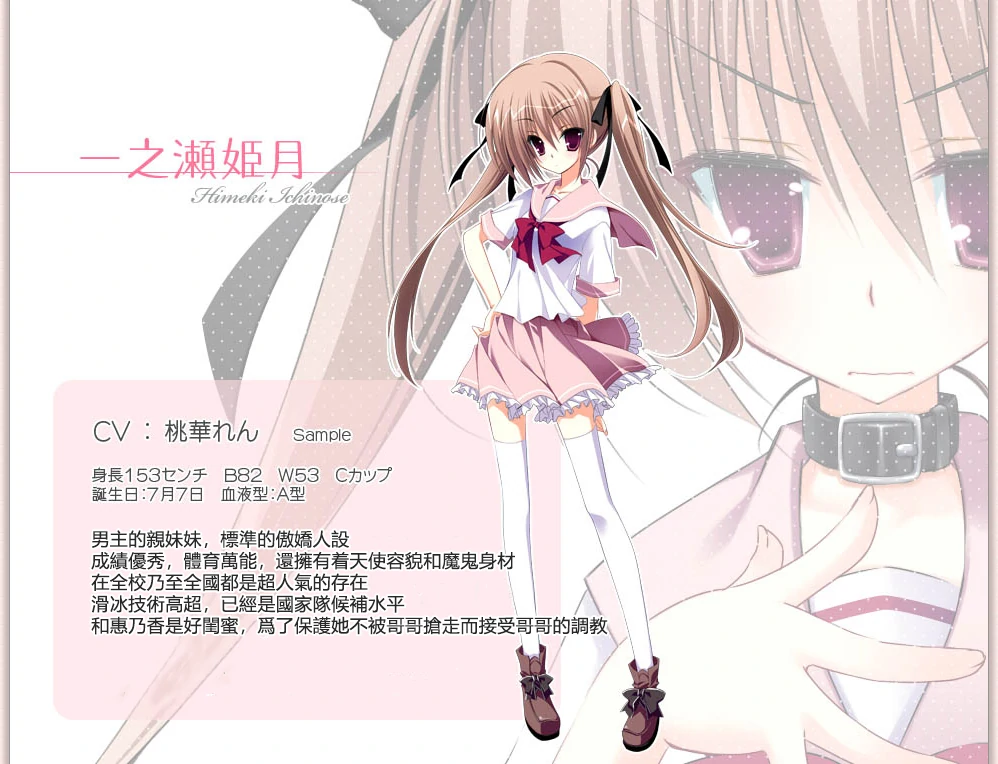 一之瀬姫月
Himeki Ichinose
CV : 桃華れん Sample
身長153センチ B82 W53 Cカップ
誕生日:7月7日 血液型:A型
男主的親妹妹，標準的傲嬌人設
成績優秀，體育萬能，還擁有着天使容貌和魔鬼身材
在全校乃至全國都是超人氣的存在
滑冰技術高超，已經是國家隊候補水平
和惠乃香是好閨蜜，爲了保護她不被哥哥搶走而接受哥哥的調教